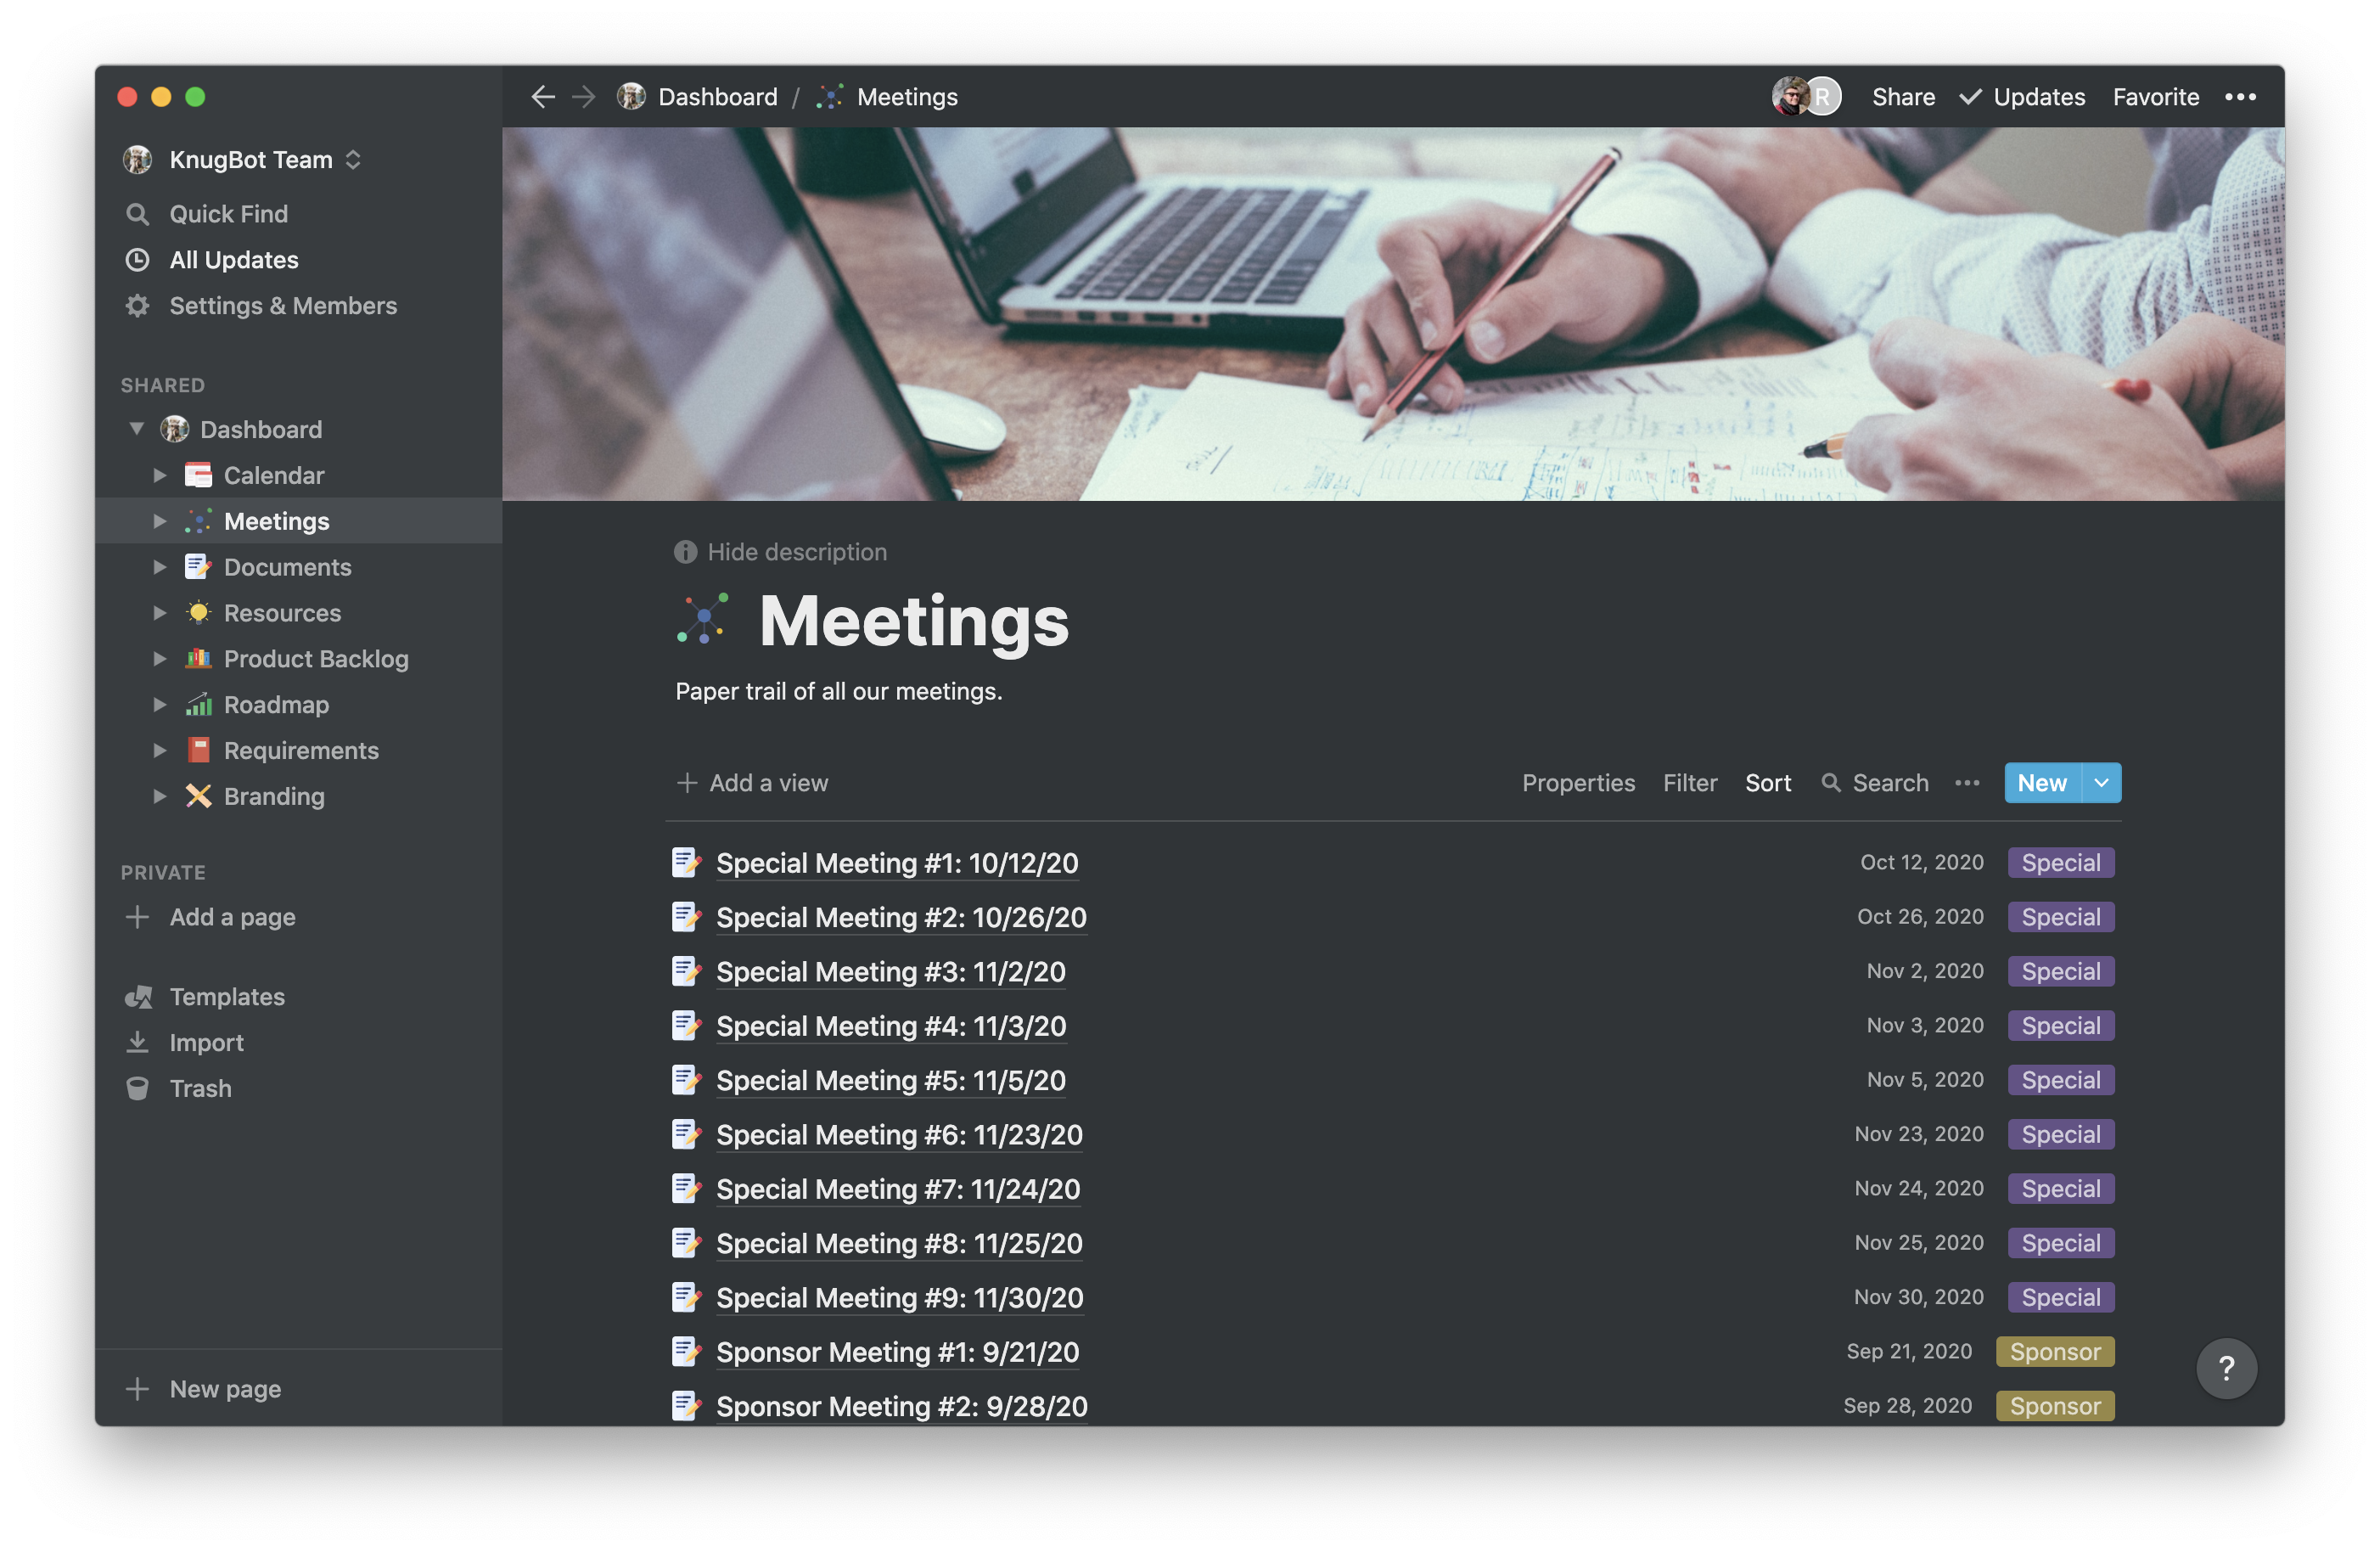 KnugBot Team
Quick Find
All Updates
Settings & Members
SHARED
Dashboard
Calendar
Meetings
Documents
Resources
Product Backlog
Roadmap
Requirements
Branding
PRIVATE
Add a page
Templates
Import
Trash
New page
Dashboard / Meetings
R
Share
Updates
Favorite
Hide description
Meetings
Paper trail of all our meetings.
Add a view
Properties Filter Sort Search New
Special Meeting #1: 10/12/20 Oct 12, 2020 Special
Special Meeting #2: 10/26/20 Oct 26, 2020 Special
Special Meeting #3: 11/2/20 Nov 2, 2020 Special
Special Meeting #4: 11/3/20 Nov 3, 2020 Special
Special Meeting #5: 11/5/20 Nov 5, 2020 Special
Special Meeting #6: 11/23/20 Nov 23, 2020 Special
Special Meeting #7: 11/24/20 Nov 24, 2020 Special
Special Meeting #8: 11/25/20 Nov 25, 2020 Special
Special Meeting #9: 11/30/20 Nov 30, 2020 Special
Sponsor Meeting #1: 9/21/20 Sep 21, 2020 Sponsor
Sponsor Meeting #2: 9/28/20 Sep 28, 2020 Sponsor
?